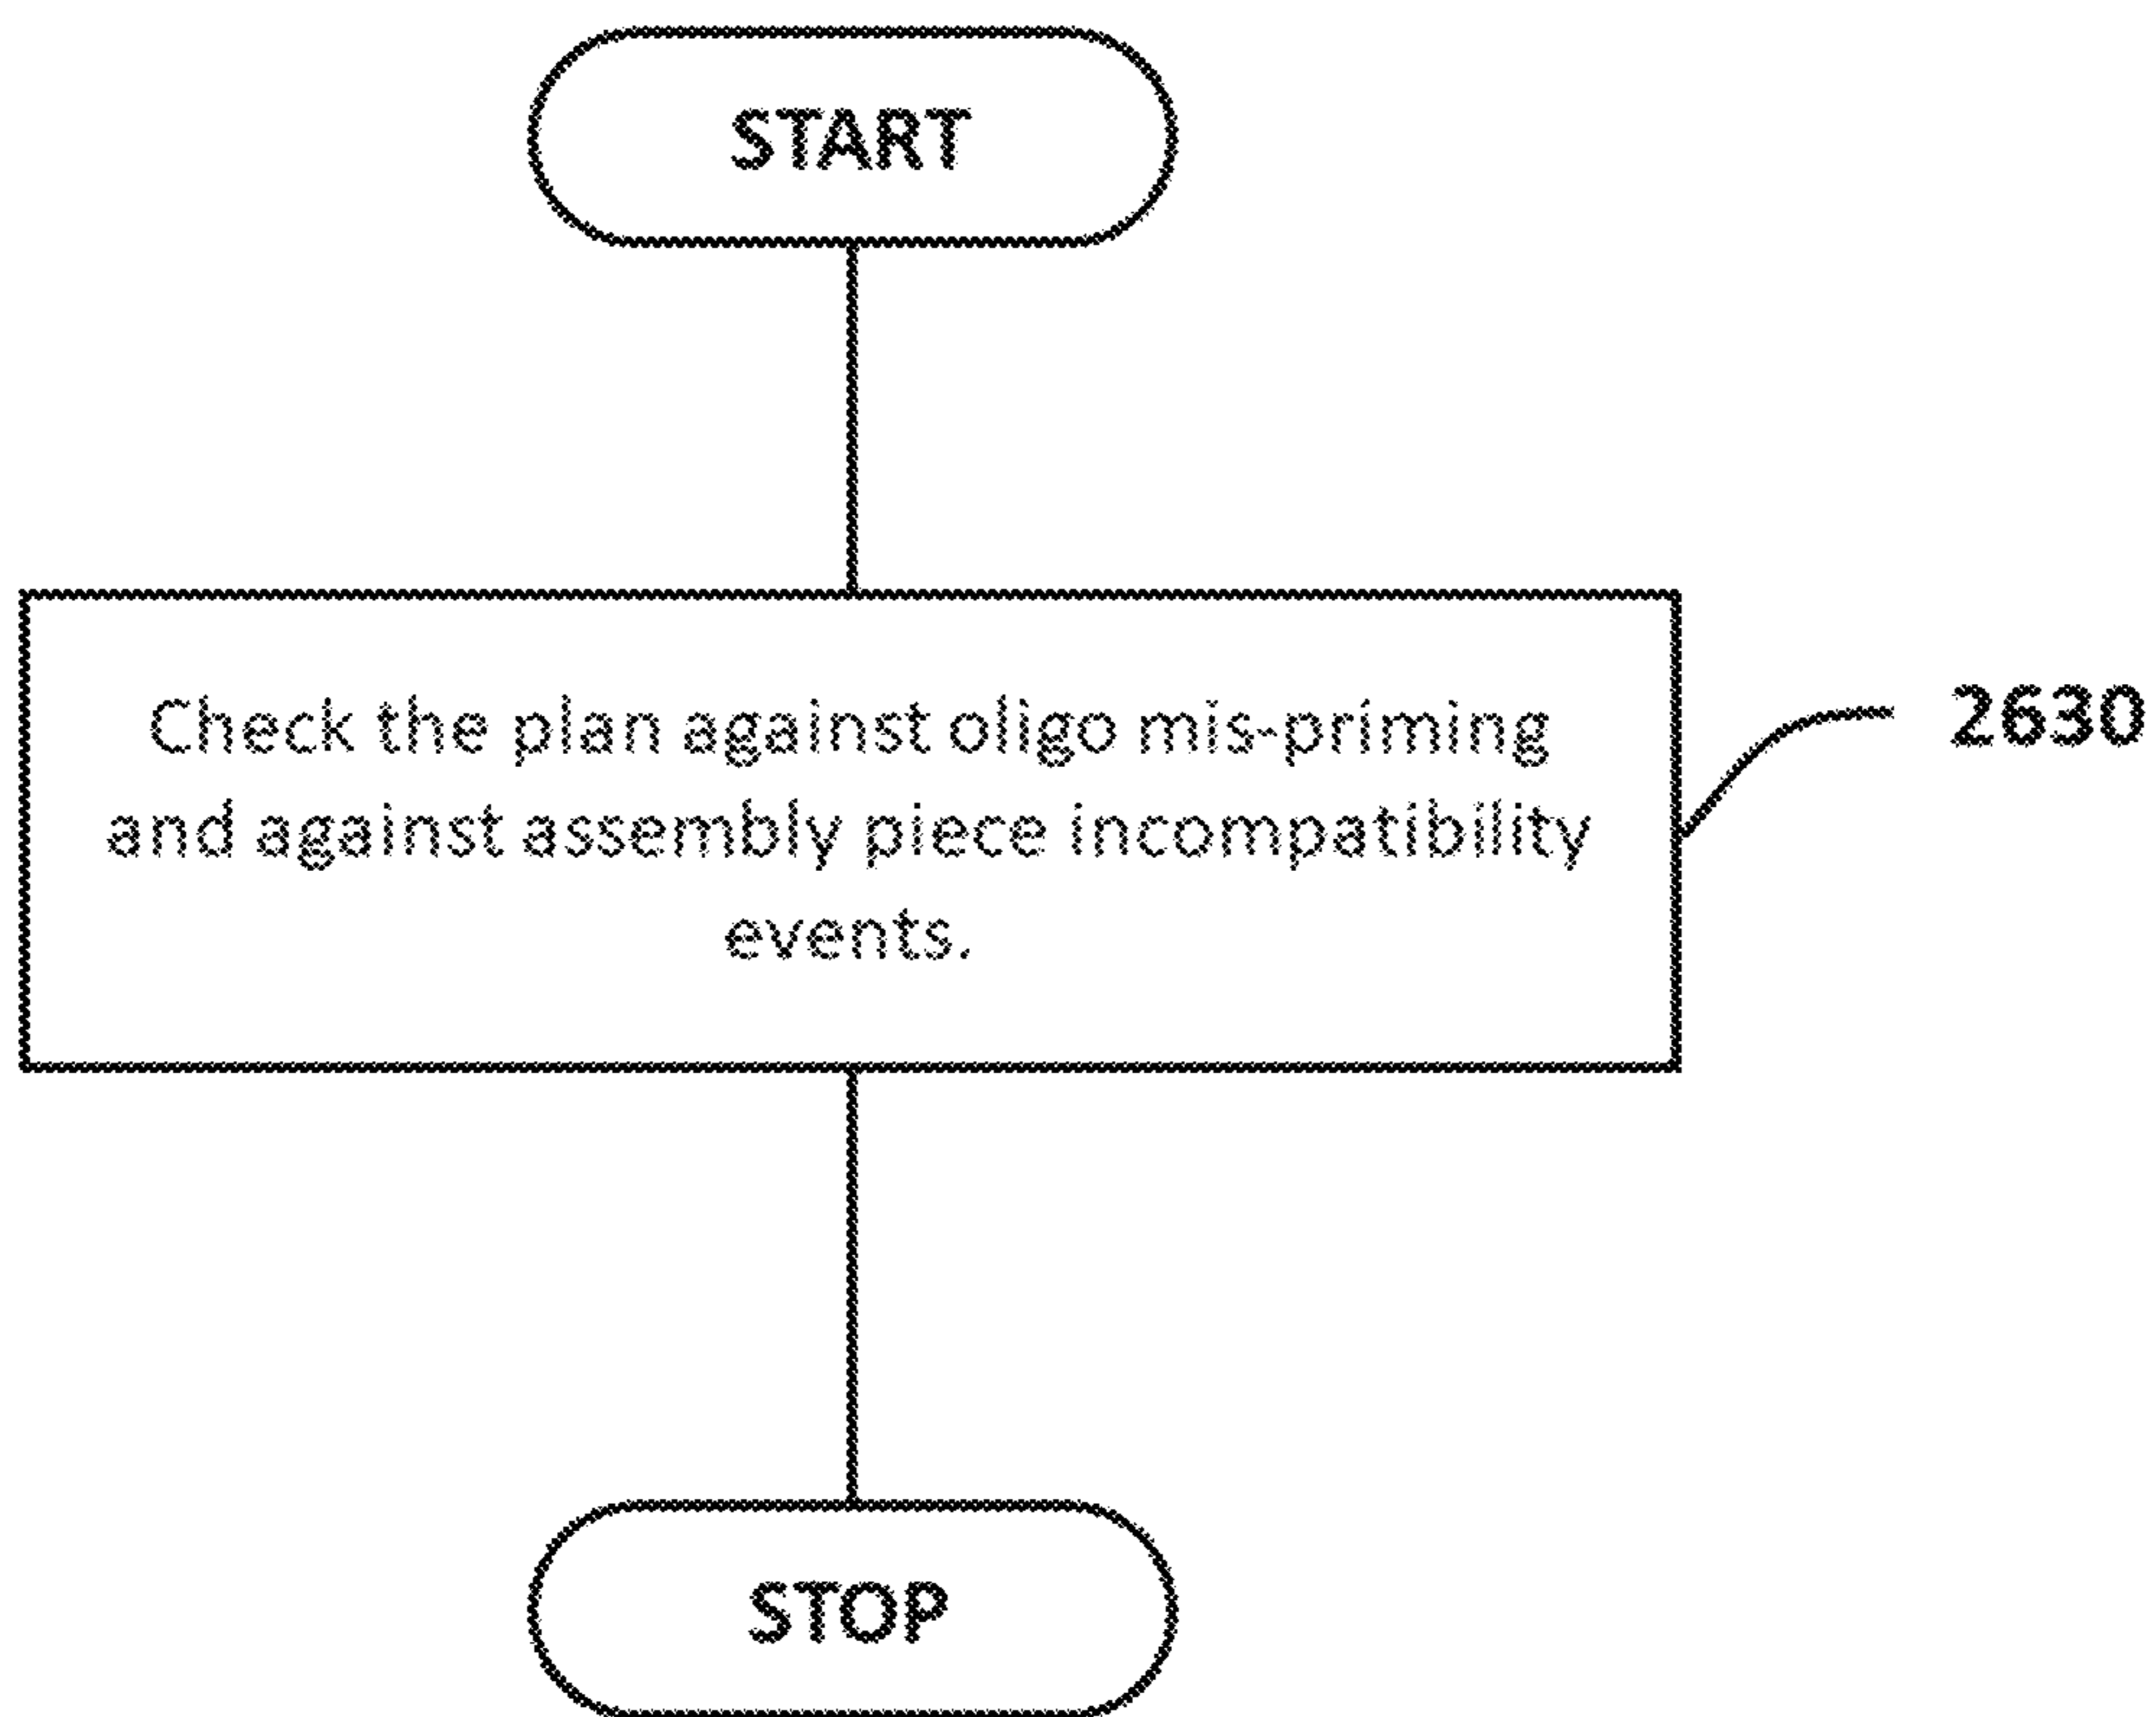 START
Check the plan against oligo mis-priming
and against assembly piece incompatibility
events.
2630
STOP